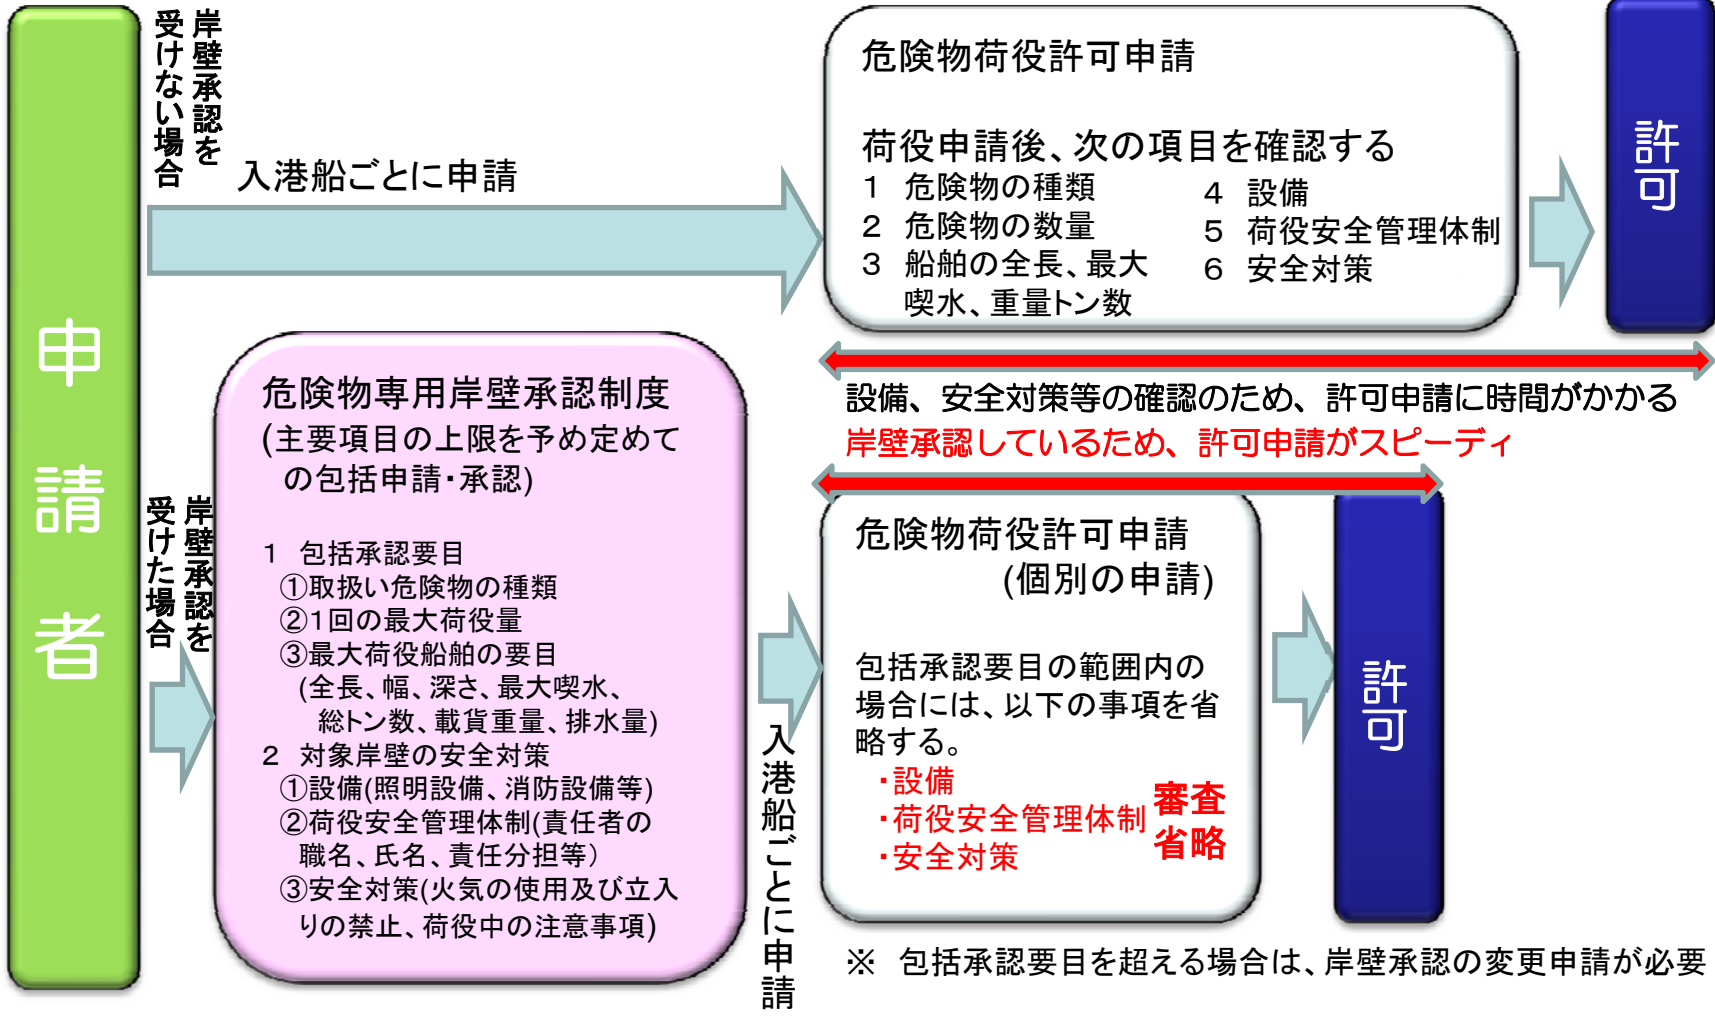 申請者
岸壁承認を
受けない場合
入港船ごとに申請
危険物荷役許可申請
荷役申請後、次の項目を確認する
1 危険物の種類
2 危険物の数量
3 船舶の全長、最大
喫水、重量トン数
4 設備
5 荷役安全管理体制
6 安全対策
許可
設備、安全対策等の確認のため、許可申請に時間がかかる
岸壁承認しているため、許可申請がスピーディ
岸壁承認を
受けた場合
危険物専用岸壁承認制度
(主要項目の上限を予め定めて
の包括申請・承認)
1 包括承認要目
①取扱い危険物の種類
②1回の最大荷役量
③最大荷役船舶の要目
(全長、幅、深さ、最大喫水、
総トン数、載貨重量、排水量)
2 対象岸壁の安全対策
①設備(照明設備、消防設備等)
②荷役安全管理体制(責任者の
職名、氏名、責任分担等)
③安全対策(火気の使用及び立入
りの禁止、荷役中の注意事項)
入港船ごとに申請
危険物荷役許可申請
(個別の申請)
包括承認要目の範囲内の
場合には、以下の事項を省
略する。
・設備
・荷役安全管理体制
・安全対策
審査
省略
許可
※ 包括承認要目を超える場合は、岸壁承認の変更申請が必要